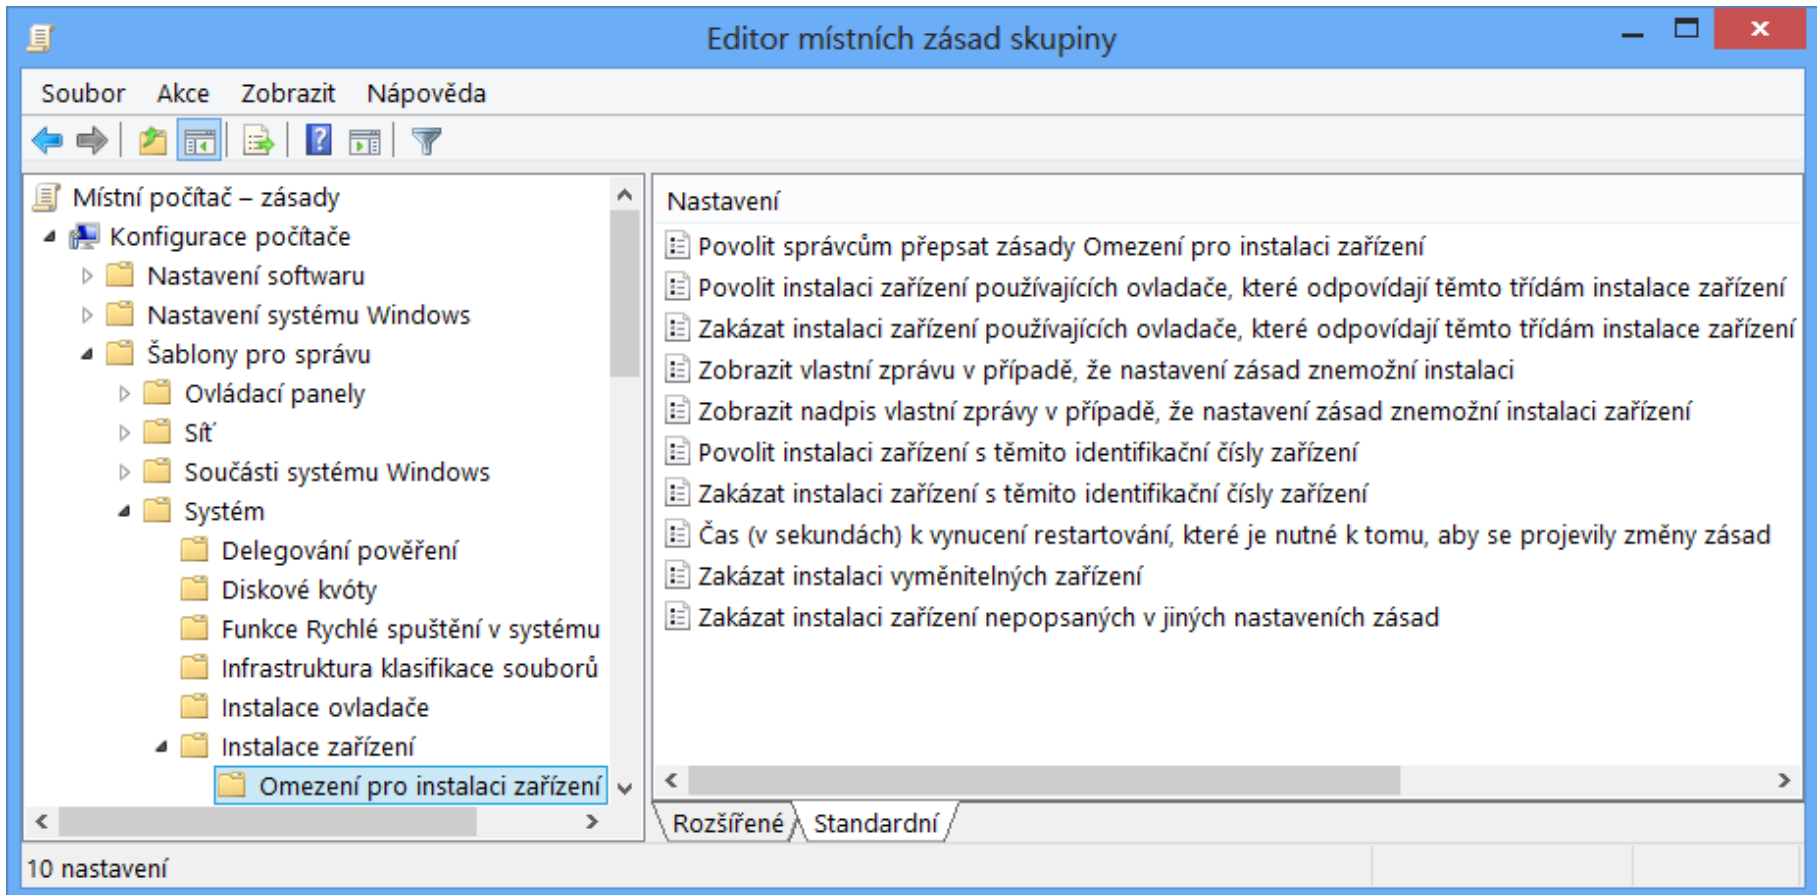 Editor místních zásad skupiny
Soubor Akce Zobrazit Nápověda
Místní počítač – zásady
Konfigurace počítače
Nastavení softwaru
Nastavení systému Windows
Šablony pro správu
Ovládací panely
Síť
Součásti systému Windows
Systém
Delegování pověření
Diskové kvóty
Funkce Rychlé spuštění v systému
Infrastruktura klasifikace souborů
Instalace ovladače
Instalace zařízení
Omezení pro instalaci zařízení
Nastavení
Povolit správcům přepsat zásady Omezení pro instalaci zařízení
Povolit instalaci zařízení používajících ovladače, které odpovídají těmto třídám instalace zařízení
Zakázat instalaci zařízení používajících ovladače, které odpovídají těmto třídám instalace zařízení
Zobrazit vlastní zprávu v případě, že nastavení zásad znemožní instalaci
Zobrazit nadpis vlastní zprávy v případě, že nastavení zásad znemožní instalaci zařízení
Povolit instalaci zařízení s těmito identifikační čísly zařízení
Zakázat instalaci zařízení s těmito identifikační čísly zařízení
Čas (v sekundách) k vynucení restartování, které je nutné k tomu, aby se projevily změny zásad
Zakázat instalaci vyměnitelných zařízení
Zakázat instalaci zařízení nepopsaných v jiných nastaveních zásad
Rozšířené Standardní
10 nastavení